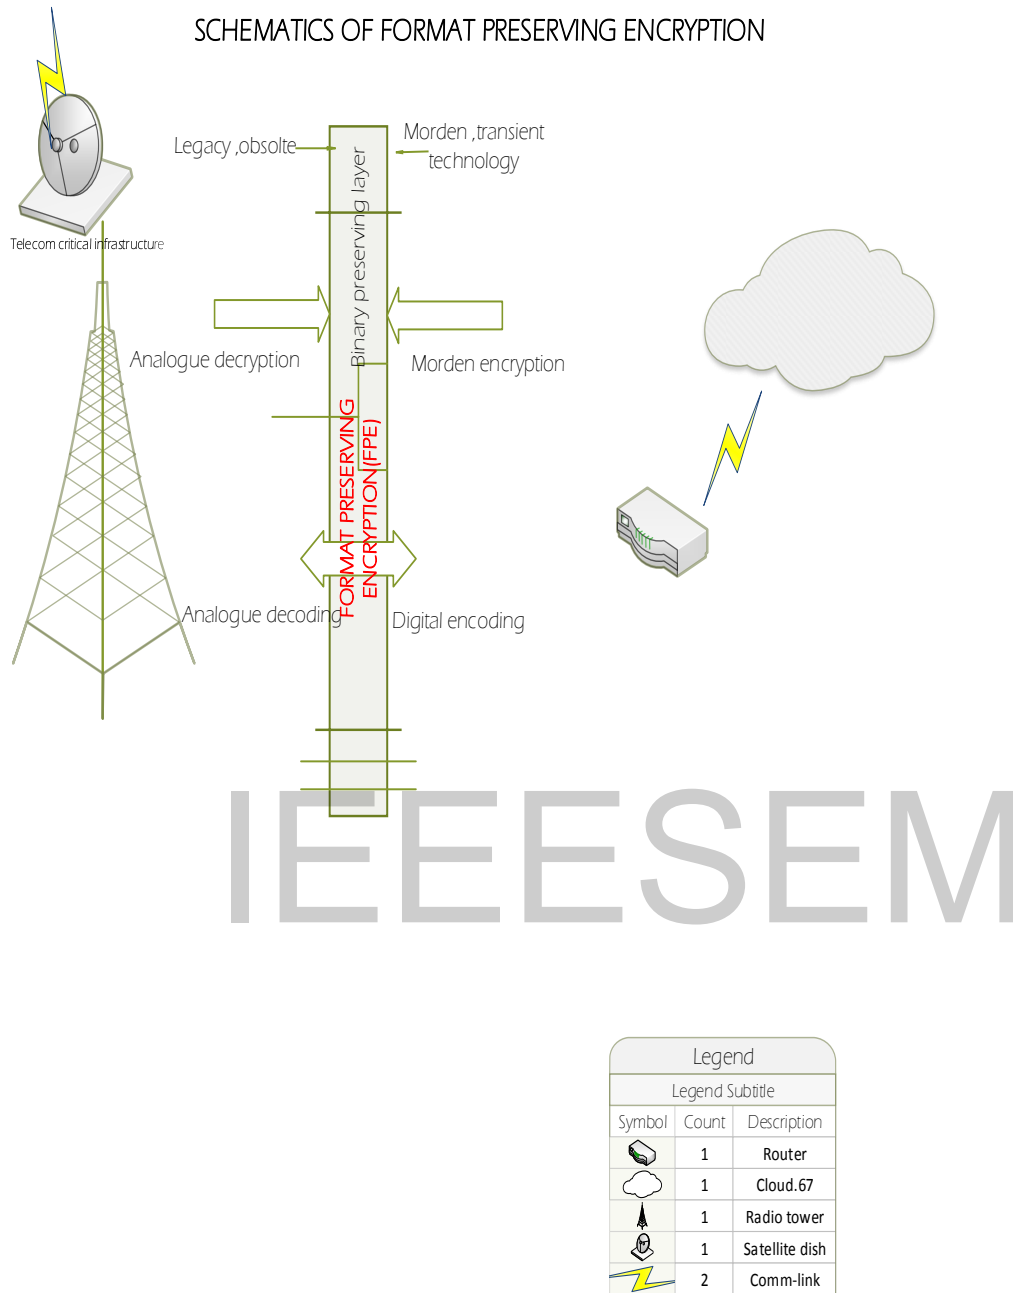 SCHEMATICS OF FORMAT PRESERVING ENCRYPTION
Legacy ,obsolte
Morden ,transient
technology
Binary preserving layer
Telecom critical infrastructure
Analogue decryption
Morden encryption
FORMAT PRESERVING
ENCRYPTION(FPE)
Analogue decoding
Digital encoding
IEEESEM
Legend
Legend Subtitle
Symbol Count Description
1 Router
1 Cloud.67
1 Radio tower
1 Satellite dish
2 Comm-link